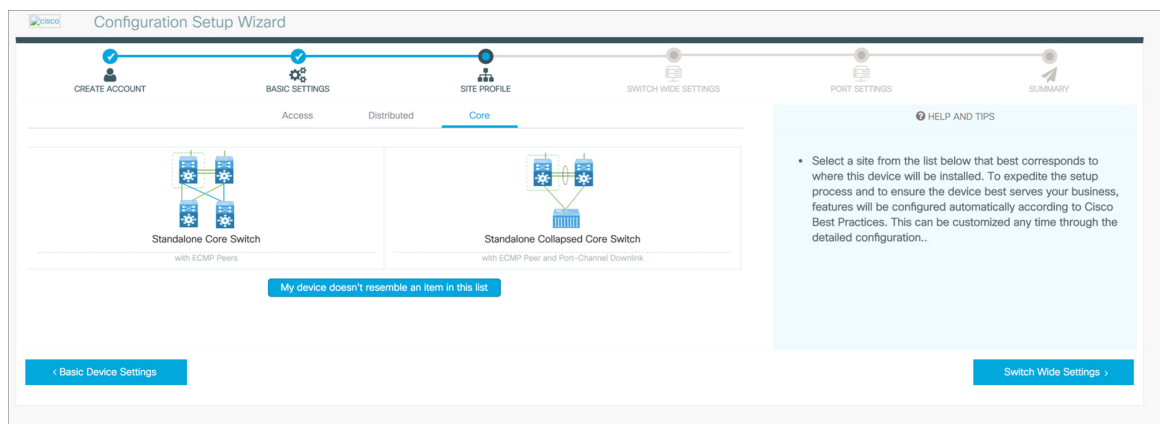 cisco
Configuration Setup Wizard
CREATE ACCOUNT
BASIC SETTINGS
SITE PROFILE
SWITCH WIDE SETTINGS
PORT SETTINGS
SUMMARY
Access
Distributed
Core
Standalone Core Switch
with ECMP Peers
Standalone Collapsed Core Switch
with ECMP Peer and Port-Channel Downlink
My device doesn't resemble an item in this list
HELP AND TIPS
• Select a site from the list below that best corresponds to
where this device will be installed. To expedite the setup
process and to ensure the device best serves your business,
features will be configured automatically according to Cisco
Best Practices. This can be customized any time through the
detailed configuration..
‹ Basic Device Settings
Switch Wide Settings ›